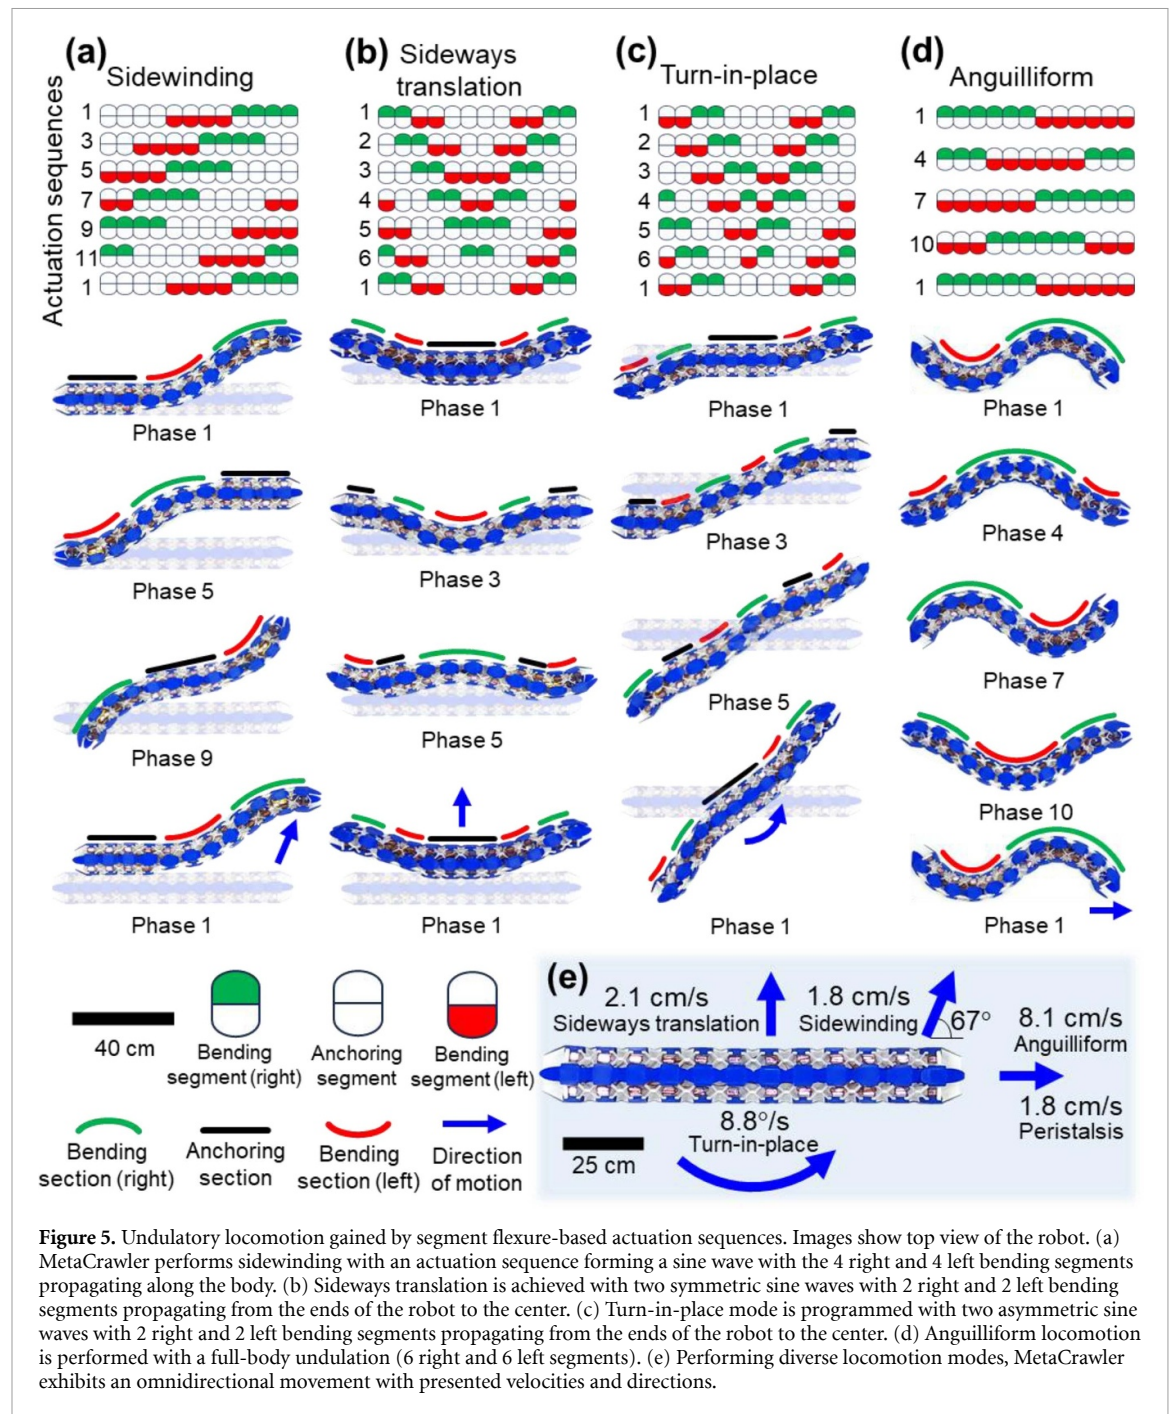 (a)
Sidewinding
(b)
Sideways
translation
(c)
Turn-in-place
(d)
Anguilliform
Actuation sequences
1
3
5
7
9
11
1
1
2
3
4
5
6
1
1
2
3
4
5
6
1
1
4
7
10
1
Phase 1
Phase 5
Phase 9
Phase 1
Phase 1
Phase 3
Phase 5
Phase 1
Phase 1
Phase 3
Phase 5
Phase 1
Phase 1
Phase 4
Phase 7
Phase 10
Phase 1
40 cm
Bending
segment (right)
Anchoring
segment
Bending
segment (left)
Bending
section (right)
Anchoring
section
Bending
section (left)
Direction
of motion
(e)
2.1 cm/s
Sideways translation
1.8 cm/s
Sidewinding
67°
8.1 cm/s
Anguilliform
1.8 cm/s
Peristalsis
8.8°/s
Turn-in-place
25 cm
Figure 5. Undulatory locomotion gained by segment flexure-based actuation sequences. Images show top view of the robot. (a)
MetaCrawler performs sidewinding with an actuation sequence forming a sine wave with the 4 right and 4 left bending segments
propagating along the body. (b) Sideways translation is achieved with two symmetric sine waves with 2 right and 2 left bending
segments propagating from the ends of the robot to the center. (c) Turn-in-place mode is programmed with two asymmetric sine
waves with 2 right and 2 left bending segments propagating from the ends of the robot to the center. (d) Anguilliform locomotion
is performed with a full-body undulation (6 right and 6 left segments). (e) Performing diverse locomotion modes, MetaCrawler
exhibits an omnidirectional movement with presented velocities and directions.